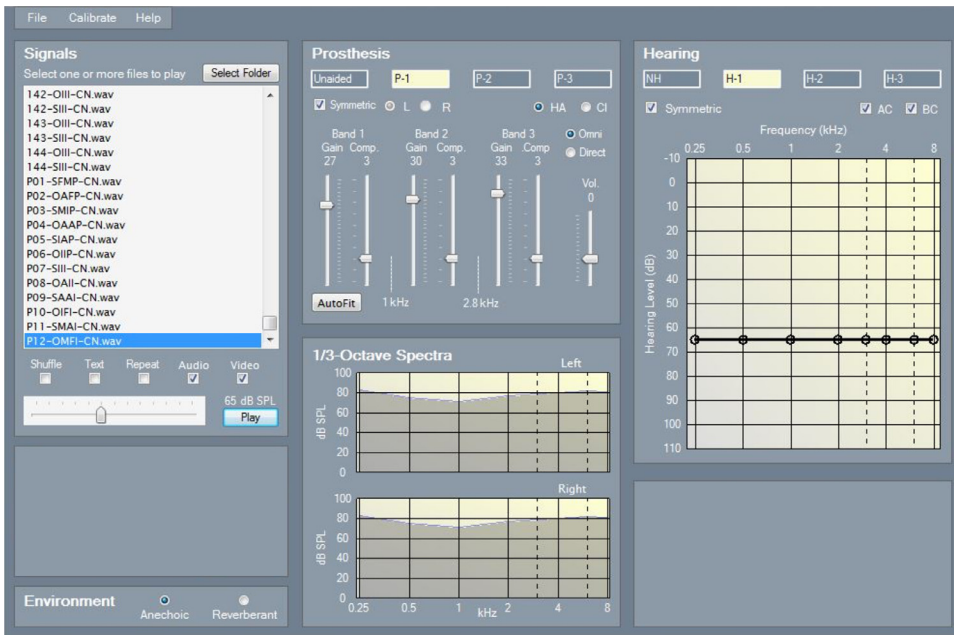 File Calibrate Help
Signals
Select one or more files to play
Select Folder
142-OIII-CN.wav
142-SIII-CN.wav
143-OIII-CN.wav
143-SIII-CN.wav
144-OIII-CN.wav
144-SIII-CN.wav
P01-SFMP-CN.wav
P02-OAFP-CN.wav
P03-SMIP-CN.wav
P04-OAAP-CN.wav
P05-SIAP-CN.wav
P06-OIIP-CN.wav
P07-SIII-CN.wav
P08-OAII-CN.wav
P09-SAAI-CN.wav
P10-OIFI-CN.wav
P11-SMAI-CN.wav
P12-OMFI-CN.wav
Shuffle Text Repeat Audio Video
65 dB SPL
Play
Environment
Anechoic Reverberant
Prosthesis
Unaided P-1 P-2 P-3
Symmetric L R HA CI
Band 1 Band 2 Band 3 Omni
Gain Comp. Gain Comp. Gain .Comp Direct
27 3 30 3 33 3
Vol.
0
AutoFit 1 kHz 2.8 kHz
1/3-Octave Spectra
Left
100
80
60
40
20
0
dB SPL
Right
100
80
60
40
20
0
dB SPL
0.25 0.5 1 2 4 8
kHz
Hearing
NH H-1 H-2 H-3
Symmetric AC BC
Frequency (kHz)
0.25 0.5 1 2 4 8
-10
0
10
20
30
40
50
60
70
80
90
100
110
Hearing Level (dB)